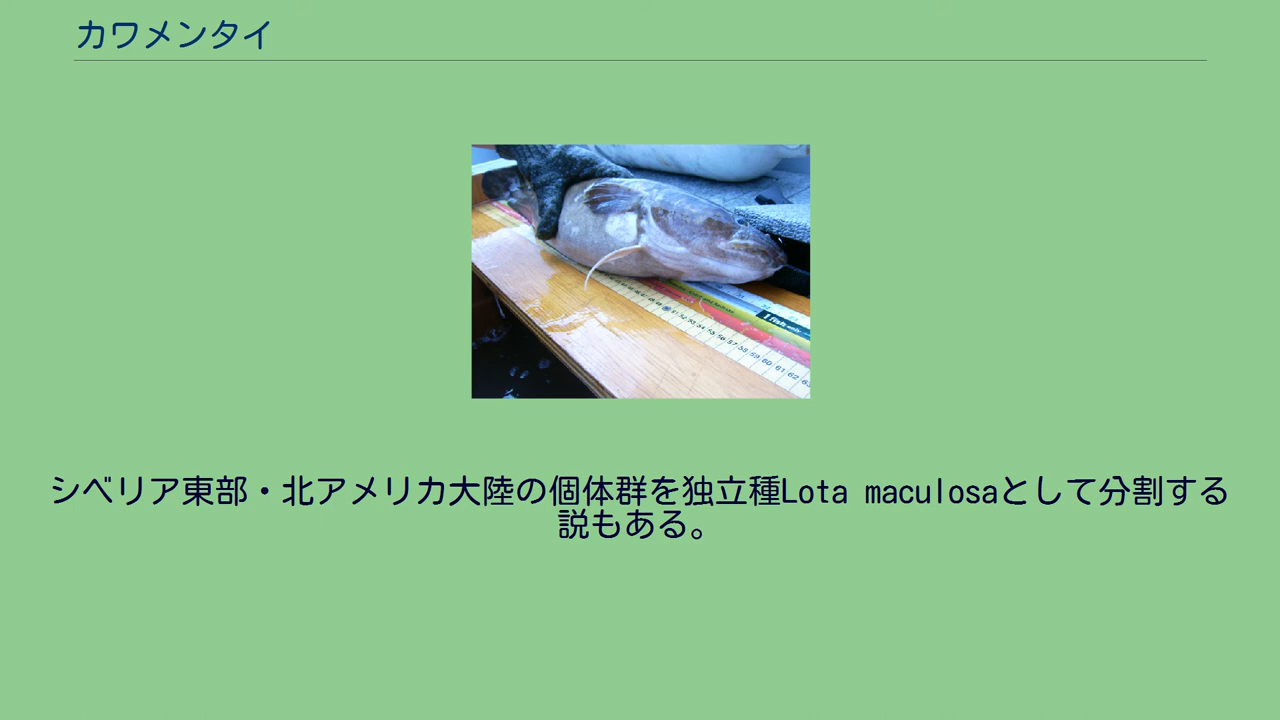 カワメンタイ
シベリア東部・北アメリカ大陸の個体群を独立種Lota maculosaとして分割する
説もある。